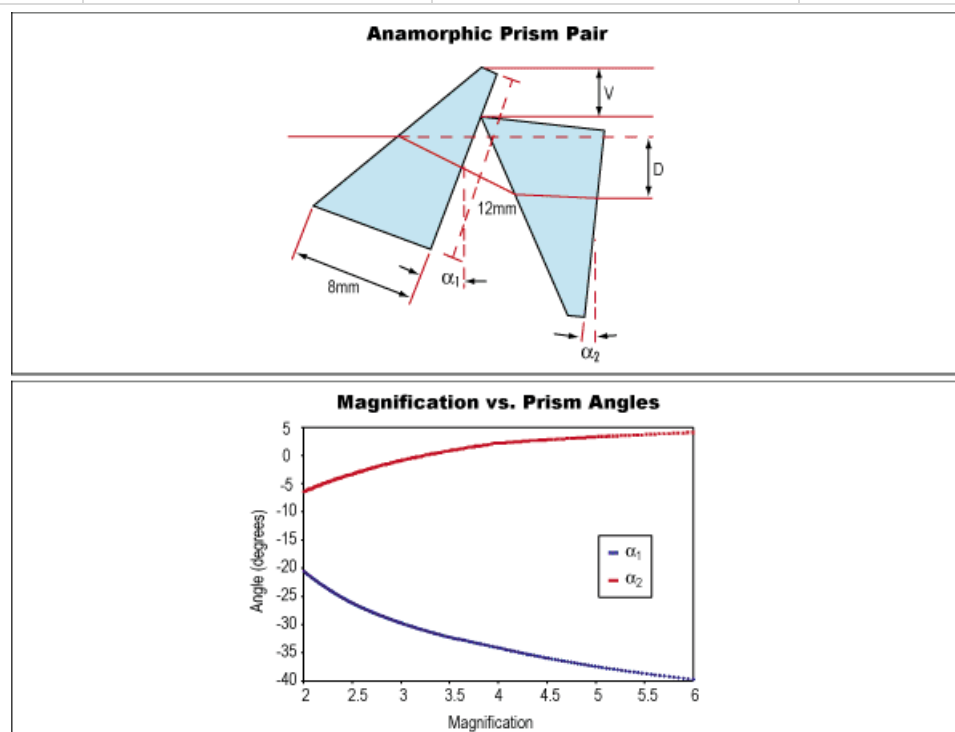 Anamorphic Prism Pair
V
D
12mm
8mm
α1
α2
Magnification vs. Prism Angles
5
0
-5
-10
-15
-20
-25
-30
-35
-40
Angle (degrees)
α1
α2
2 2.5 3 3.5 4 4.5 5 5.5 6
Magnification